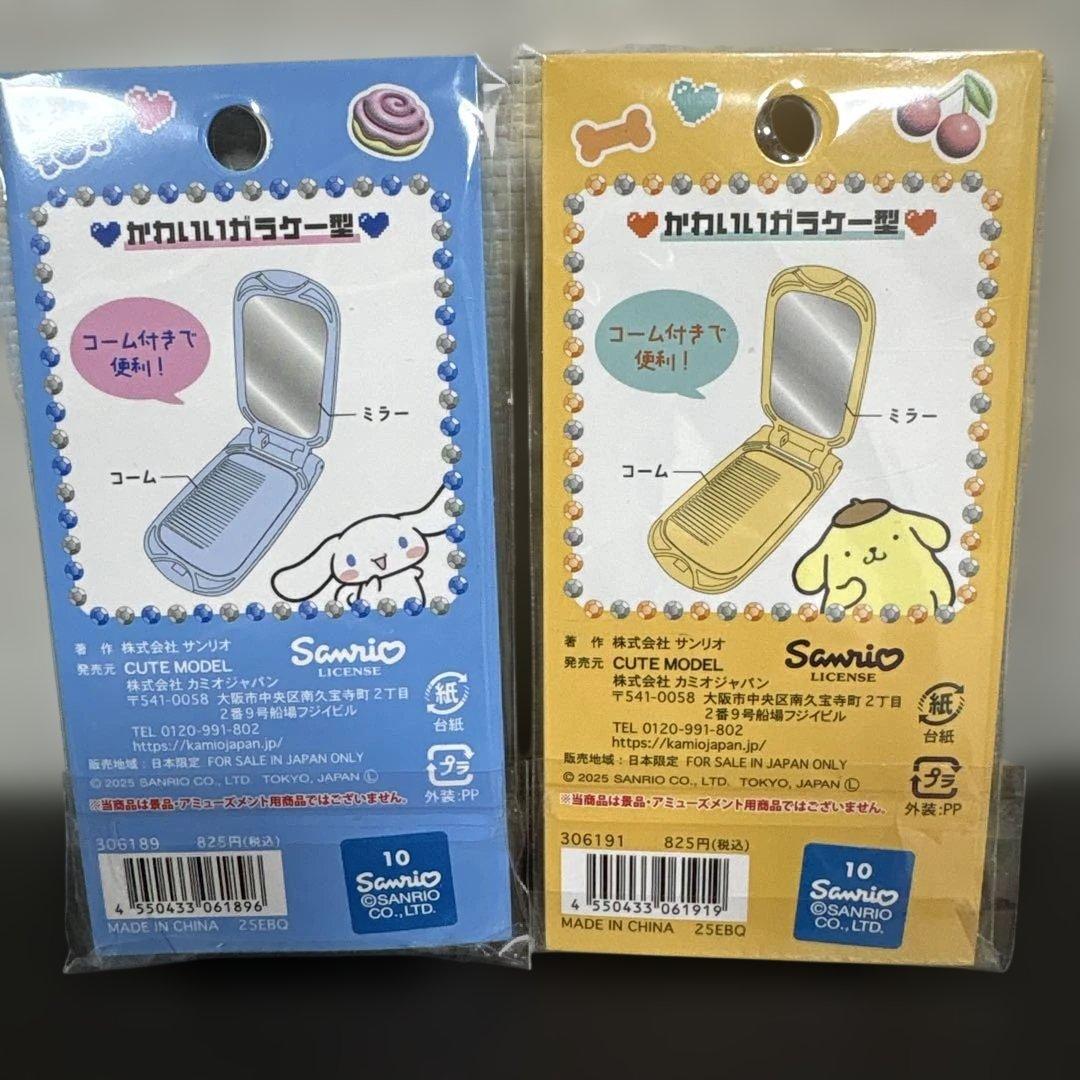 かわいいガラケー型
コーム付きで
便利!
ミラー
コーム
著 作 株式会社 サンリオ
発売元 CUTE MODEL
株式会社 カミオジャパン
〒541-0058 大阪市中央区南久宝寺町2丁目
2番9号船場フジイビル
TEL 0120-991-802
https://kamiojapan.jp/
販売地域:日本限定 FOR SALE IN JAPAN ONLY
© 2025 SANRIO CO., LTD. TOKYO, JAPAN Ⓛ
※当商品は景品・アミューズメント用商品ではございません。
Sanrio
LICENSE
紙
台紙
プラ
外装:PP
306189 825円(税込)
4 550433 061896
MADE IN CHINA 25EBQ
10
Sanrio
©SANRIO
CO., LTD.
かわいいガラケー型
コーム付きで
便利!
ミラー
コーム
著 作 株式会社 サンリオ
発売元 CUTE MODEL
株式会社 カミオジャパン
〒541-0058 大阪市中央区南久宝寺町2丁目
2番9号船場フジイビル
TEL 0120-991-802
https://kamiojapan.jp/
販売地域:日本限定 FOR SALE IN JAPAN ONLY
© 2025 SANRIO CO., LTD. TOKYO, JAPAN Ⓛ
※当商品は景品・アミューズメント用商品ではございません。
Sanrio
LICENSE
紙
台紙
プラ
外装:PP
306191 825円(税込)
4 550433 061919
MADE IN CHINA 25EBQ
10
Sanrio
©SANRIO
CO., LTD.